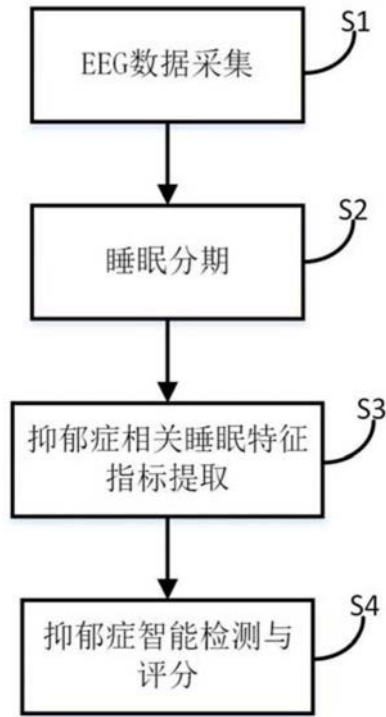 S1
EEG数据采集
S2
睡眠分期
S3
抑郁症相关睡眠特征
指标提取
S4
抑郁症智能检测与
评分